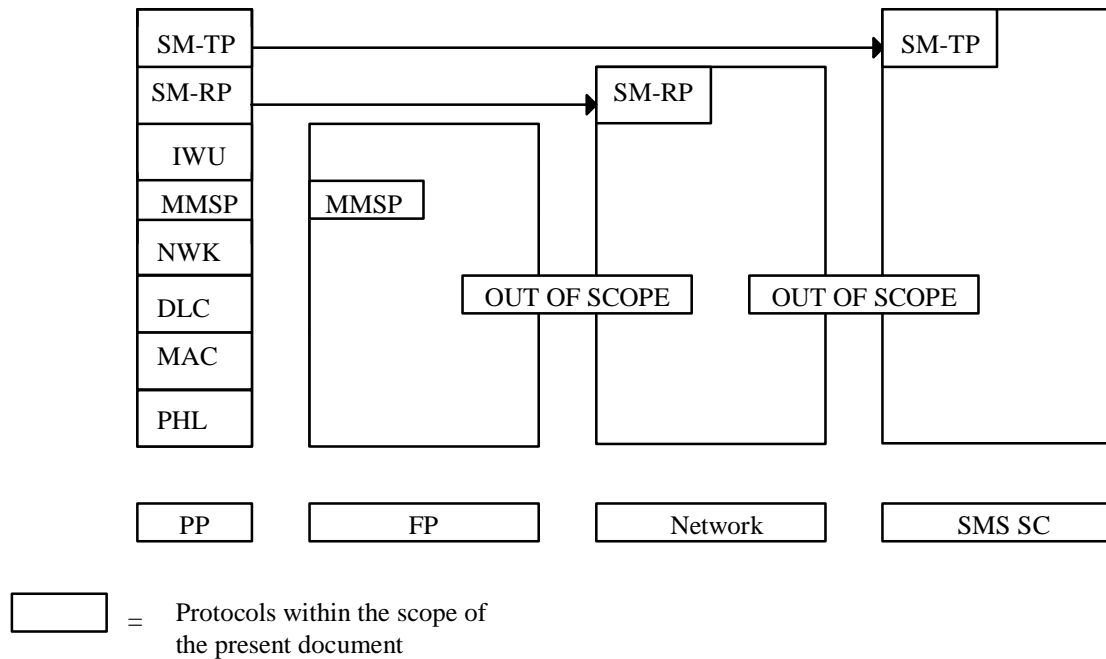 SM-TP
SM-TP
SM-RP
SM-RP
IWU
MMSP
MMSP
NWK
OUT OF SCOPE
OUT OF SCOPE
DLC
MAC
PHL
PP
FP
Network
SMS SC
= Protocols within the scope of
the present document